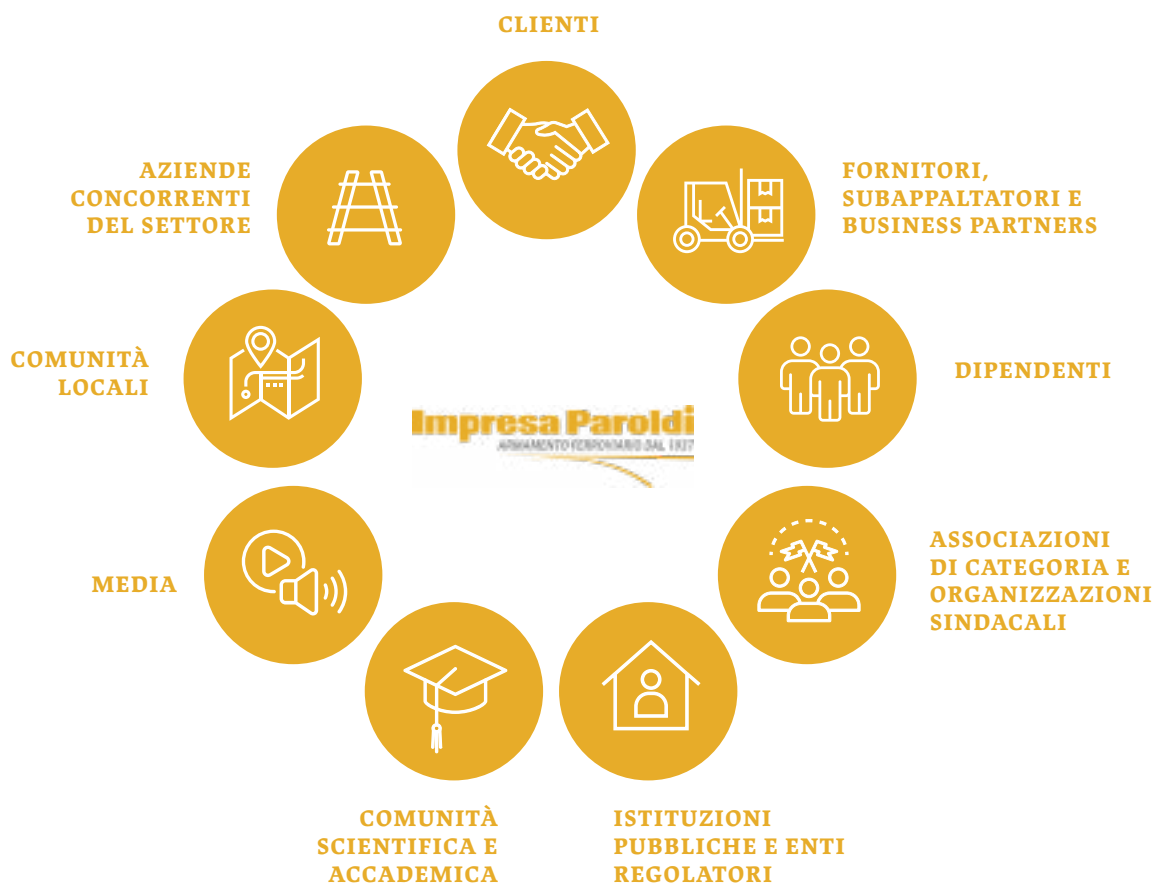 CLIENTI
FORNITORI,
SUBAPPALTATORI E
BUSINESS PARTNERS
DIPENDENTI
ASSOCIAZIONI
DI CATEGORIA E
ORGANIZZAZIONI
SINDACALI
ISTITUZIONI
PUBBLICHE E ENTI
REGOLATORI
COMUNITÀ
SCIENTIFICA E
ACCADEMICA
MEDIA
COMUNITÀ
LOCALI
AZIENDE
CONCORRENTI
DEL SETTORE
Impresa Paroldi
ARMAMENTO FERROVIARIO DAL 1937